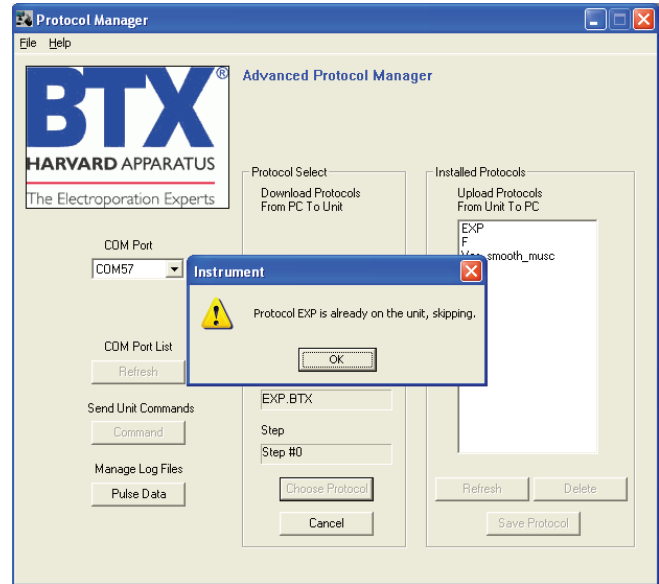 Protocol Manager
File Help
BTX®
HARVARD APPARATUS
The Electroporation Experts
Advanced Protocol Manager
Protocol Select
Download Protocols
From PC To Unit
Installed Protocols
Upload Protocols
From Unit To PC
EXP
F
smooth_musc
COM Port
COM57
Instrument
Protocol EXP is already on the unit, skipping.
OK
COM Port List
Refresh
Send Unit Commands
Command
Manage Log Files
Pulse Data
EXP.BTX
Step
Step #0
Choose Protocol
Cancel
Refresh Delete
Save Protocol